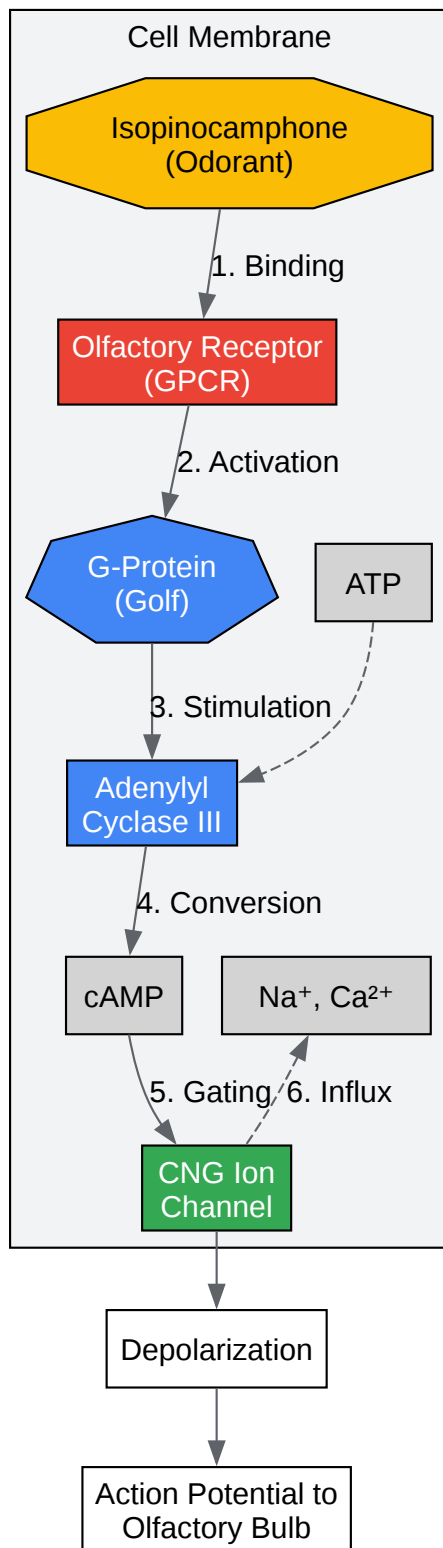 Cell Membrane
Isopinocamphone
(Odorant)
1. Binding
Olfactory Receptor
(GPCR)
2. Activation
G-Protein
(Golf)
ATP
3. Stimulation
Adenylyl
Cyclase III
4. Conversion
cAMP
Na⁺, Ca²⁺
5. Gating
6. Influx
CNG Ion
Channel
Depolarization
Action Potential to
Olfactory Bulb